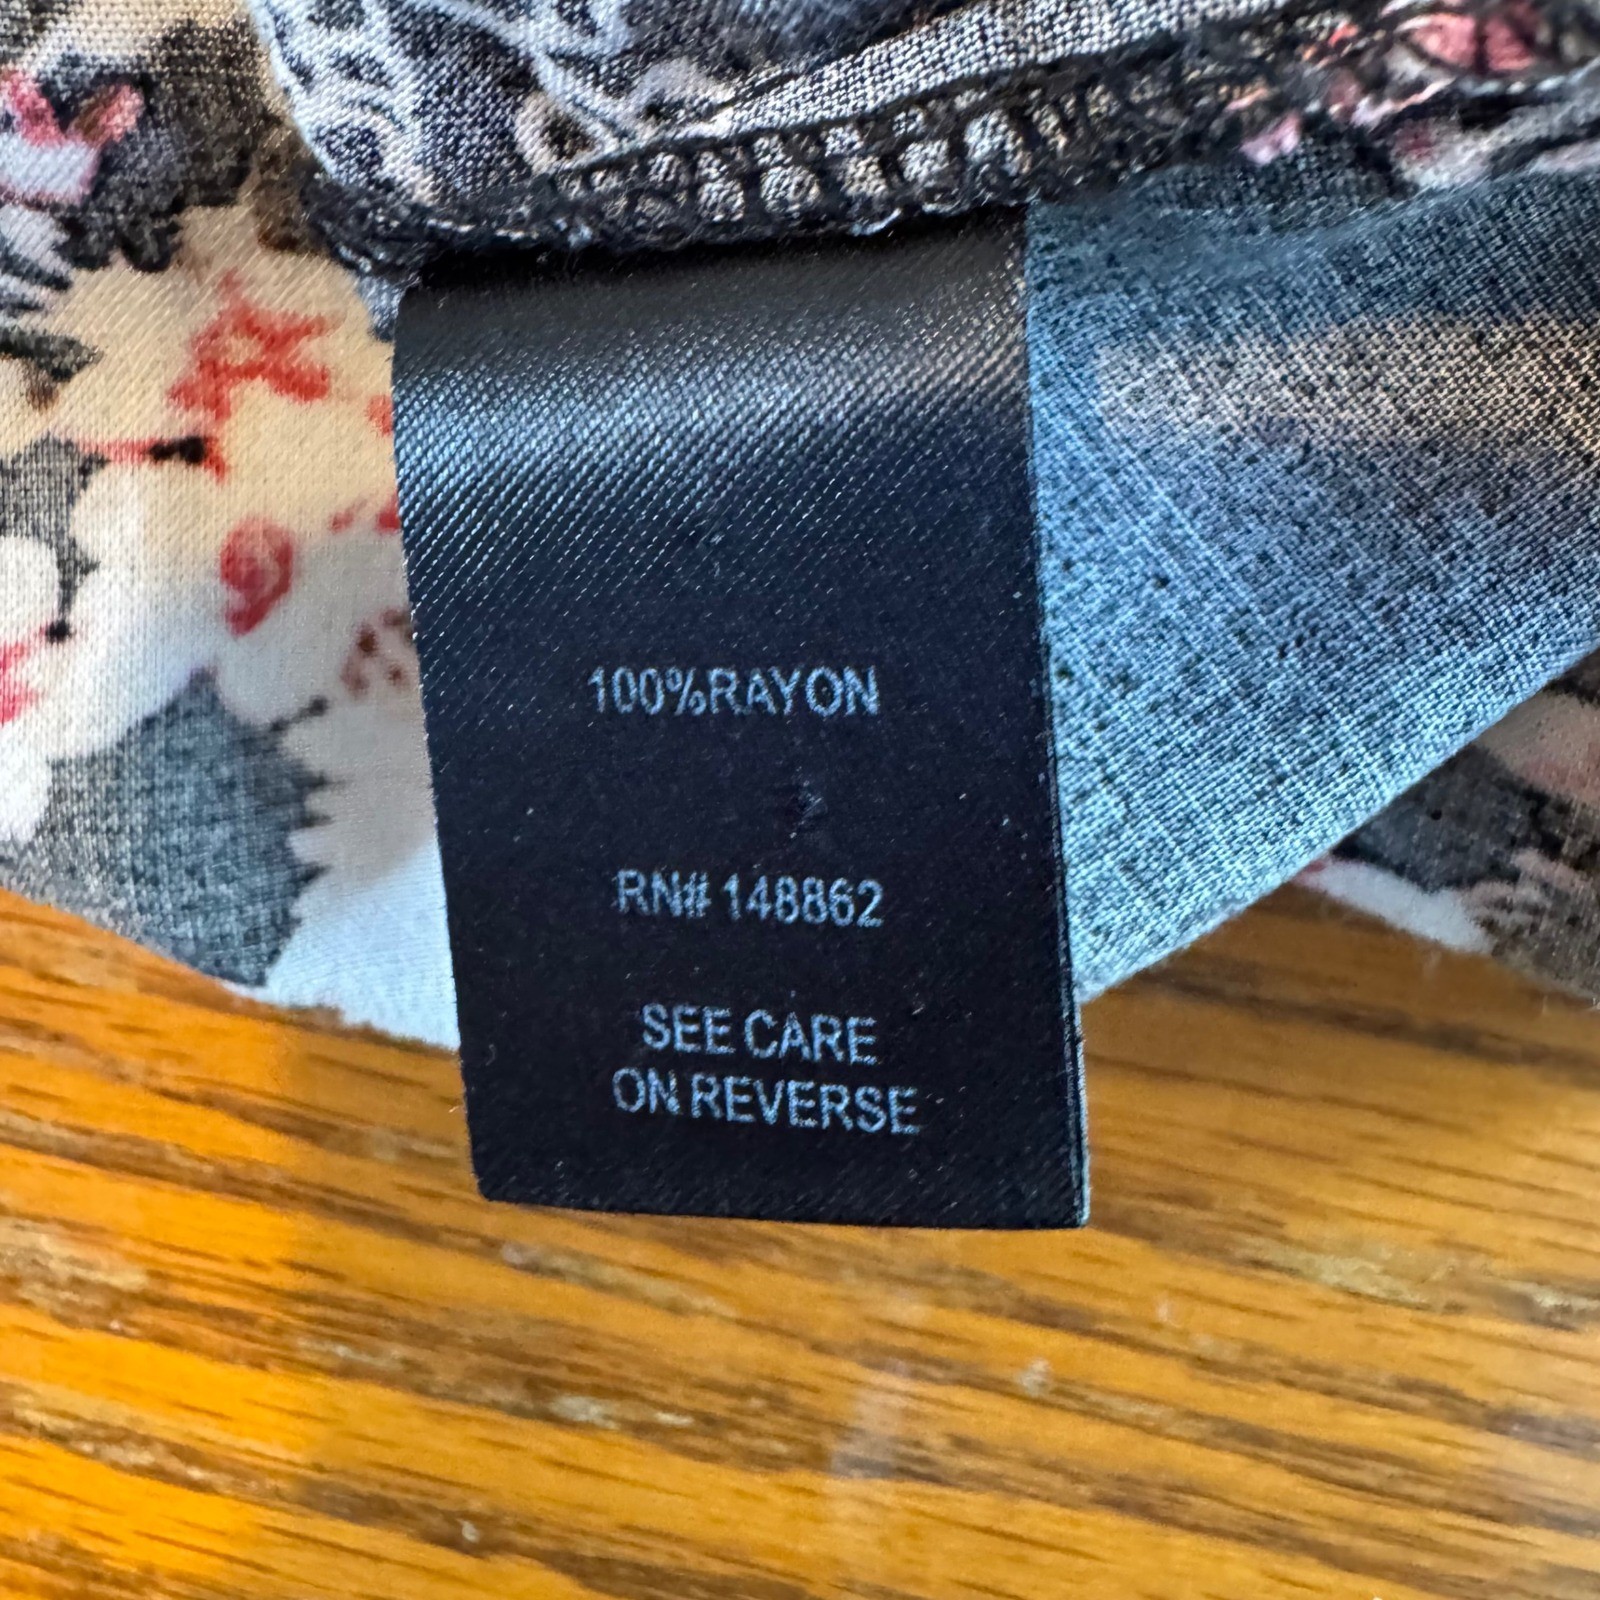 100%RAYON
RN# 148862
SEE CARE
ON REVERSE